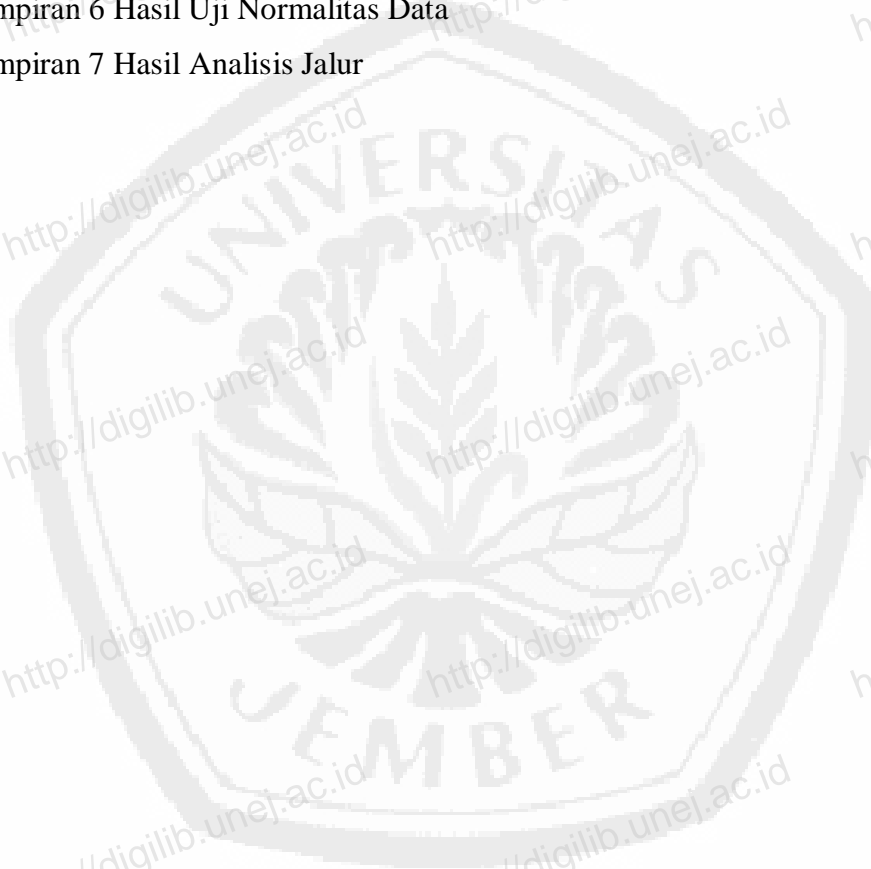 mpiran 6 Hasil Uji Normalitas Data
mpiran 7 Hasil Analisis Jalur
UNIVERSITAS
http://digilib.unej.ac.id
http://digilib.unej.ac.id
http://digilib.unej.ac.id
http://digilib.unej.ac.id
http://digilib.unej.ac.id
http://digilib.unej.ac.id
JEMBER
//digilib.unej.ac.id
//digilib.unej.ac.id